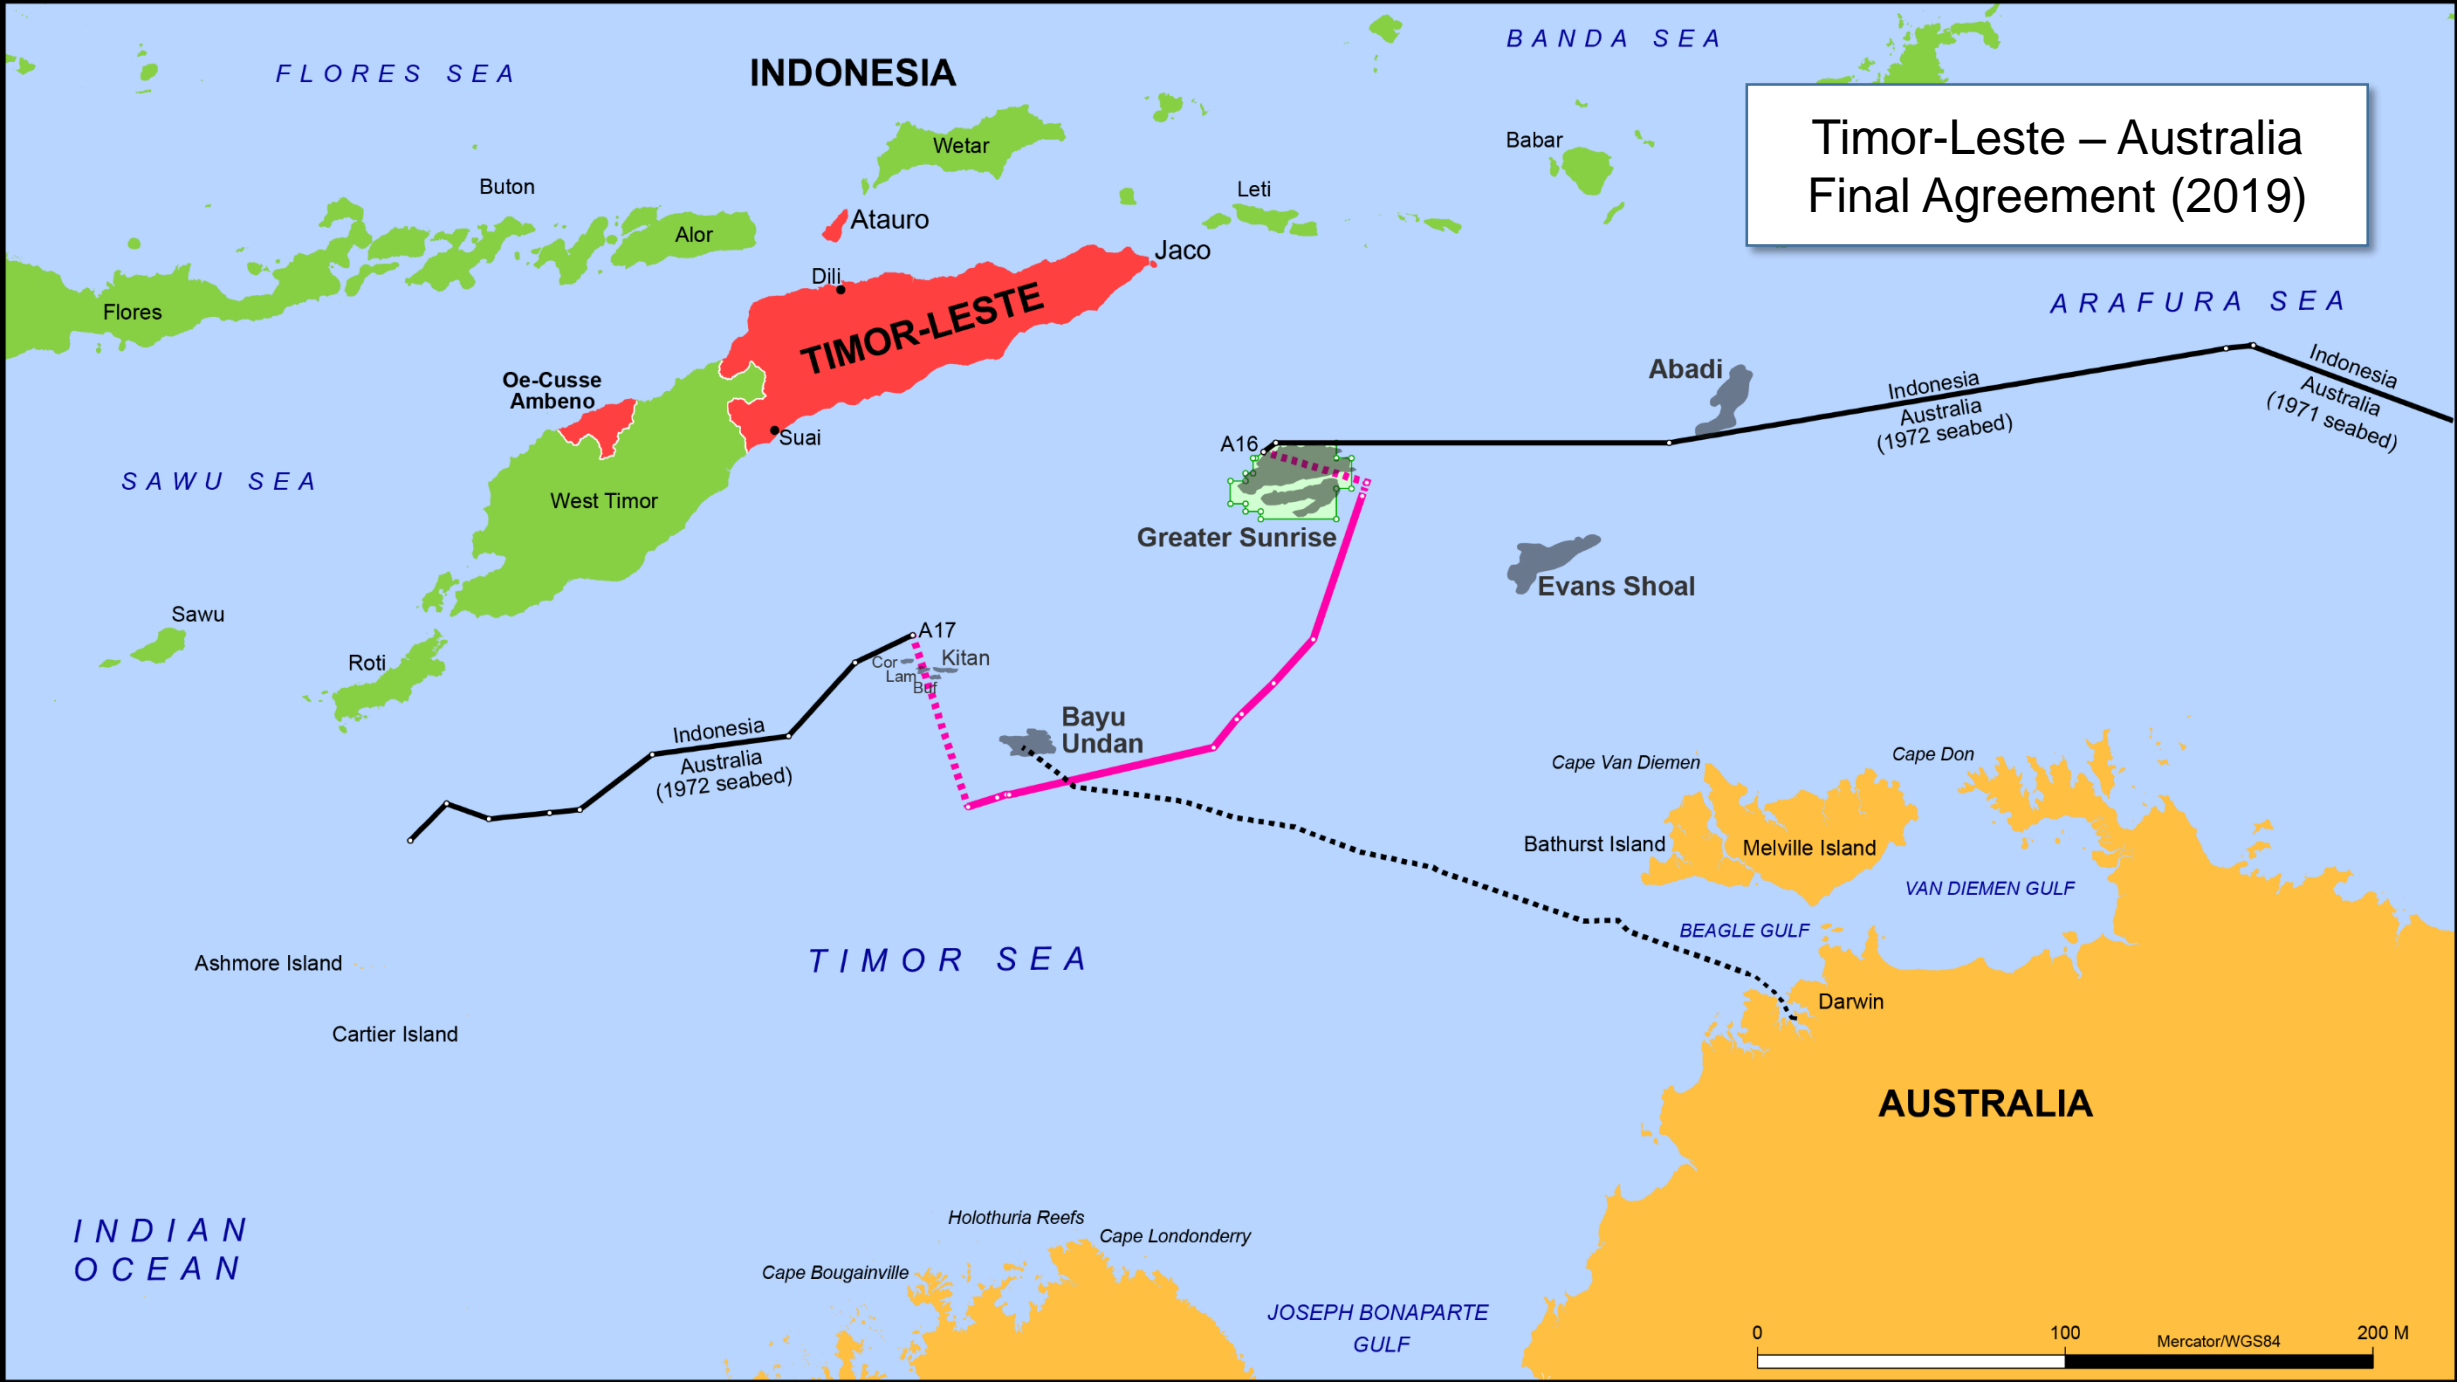 FLORES SEA
INDONESIA
BANDA SEA
Timor-Leste – Australia
Final Agreement (2019)
Wetar
Babar
Buton
Leti
Atauro
Alor
Jaco
Dili
TIMOR-LESTE
Flores
ARAFURA SEA
Oe-Cusse
Ambeno
Abadi
Indonesia
Australia
(1972 seabed)
Indonesia
Australia
(1971 seabed)
Suai
A16
SAWU SEA
West Timor
Greater Sunrise
Evans Shoal
Sawu
Roti
A17
Cor
Kitan
Lam
Buf
Bayu
Undan
Indonesia
Australia
(1972 seabed)
Cape Van Diemen
Cape Don
Bathurst Island
Melville Island
VAN DIEMEN GULF
BEAGLE GULF
TIMOR SEA
Ashmore Island
Cartier Island
Darwin
AUSTRALIA
INDIAN
OCEAN
Holothuria Reefs
Cape Londonderry
Cape Bougainville
JOSEPH BONAPARTE
GULF
0 100 200 M
Mercator/WGS84